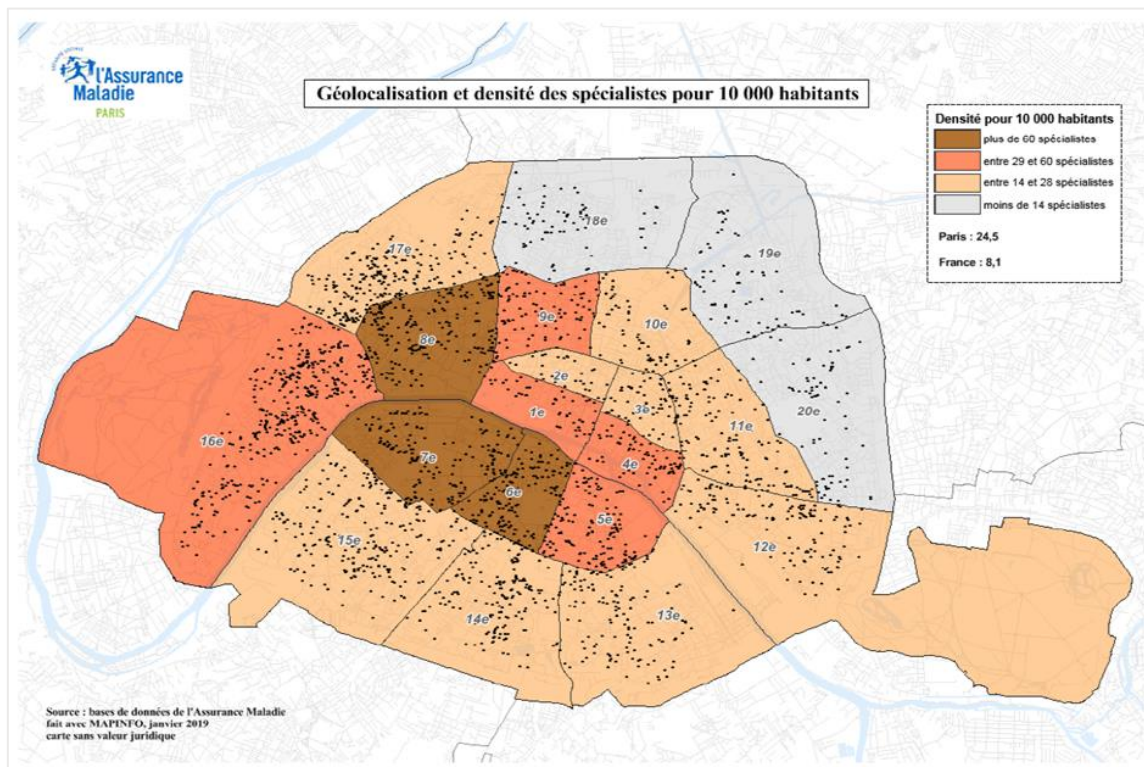 SÉCURITÉ SOCIALE
l'Assurance
Maladie
PARIS
Géolocalisation et densité des spécialistes pour 10 000 habitants
Densité pour 10 000 habitants
plus de 60 spécialistes
entre 29 et 60 spécialistes
entre 14 et 28 spécialistes
moins de 14 spécialistes
Paris : 24,5
France : 8,1
18e
17e
19e
9e
10e
8e
2e
1e
3e
20e
11e
16e
7e
4e
6e
5e
15e
12e
14e
13e
Source : bases de données de l'Assurance Maladie
fait avec MAPINFO, janvier 2019
carte sans valeur juridique